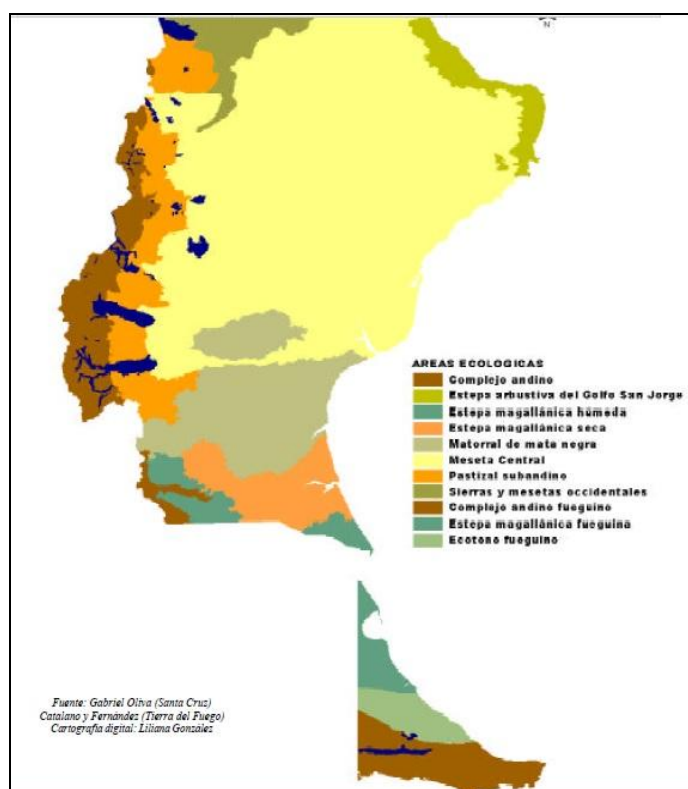 N
AREAS ECOLOGICAS
Complejo andino
Estepa arbustiva del Golfo San Jorge
Estepa magallánica húmeda
Estepa magallánica seca
Matorral de mata negra
Meseta Central
Pastizal subandino
Sierras y mesetas occidentales
Complejo andino fueguino
Estepa magallánica fueguina
Ecotono fueguino
Fuente: Gabriel Oliva (Santa Cruz)
Catalano y Fernández (Tierra del Fuego)
Cartografía digital: Liliana González